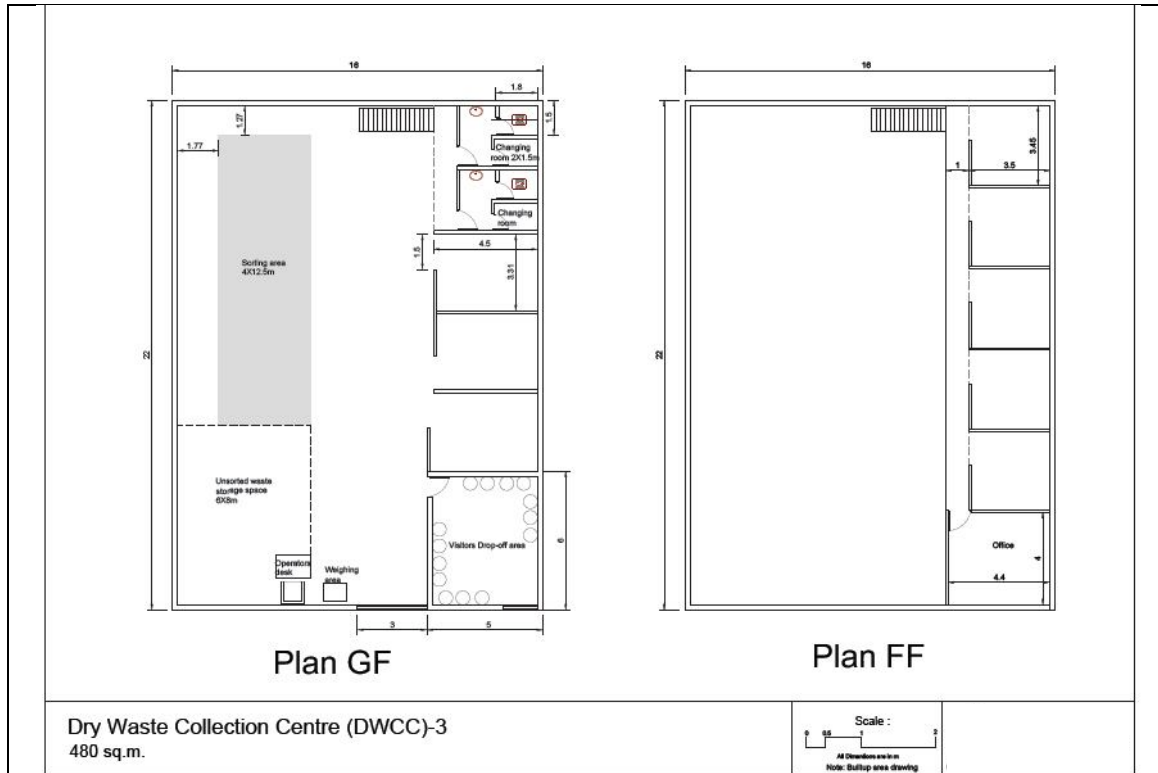 16
1.8
1.5
1.27
1.77
Changing
room 2X1.5m
Changing
room
4.5
1.5
3.31
Sorting area
4X12.5m
22
Unsorted waste
storage space
6X8m
Operators
desk
Weighing
area
Visitors Drop-off area
6
3
5
Plan GF
16
3.45
1
3.5
22
Office
4
4.4
Plan FF
Dry Waste Collection Centre (DWCC)-3
480 sq.m.
Scale :
0 0.5 1 2
All Dimensions are in m
Note: Builtup area drawing